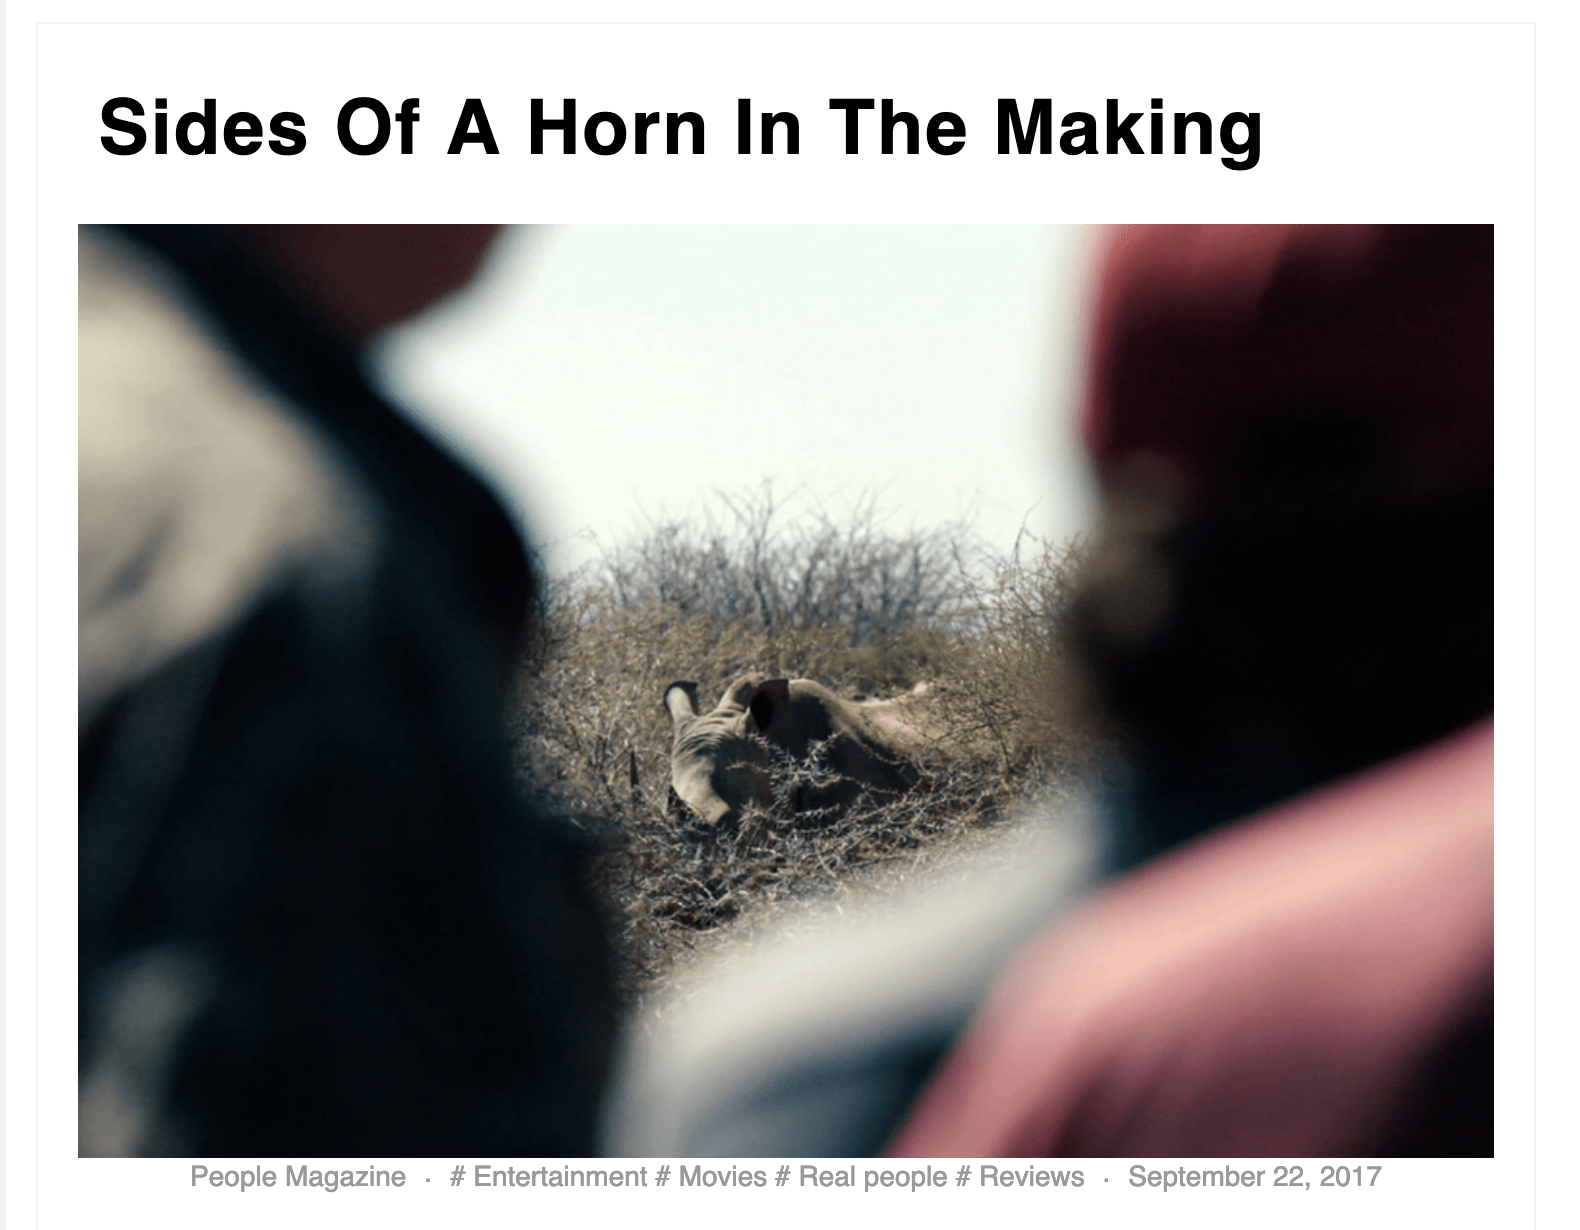 Sides Of A Horn In The Making
People Magazine · # Entertainment # Movies # Real people # Reviews · September 22, 2017